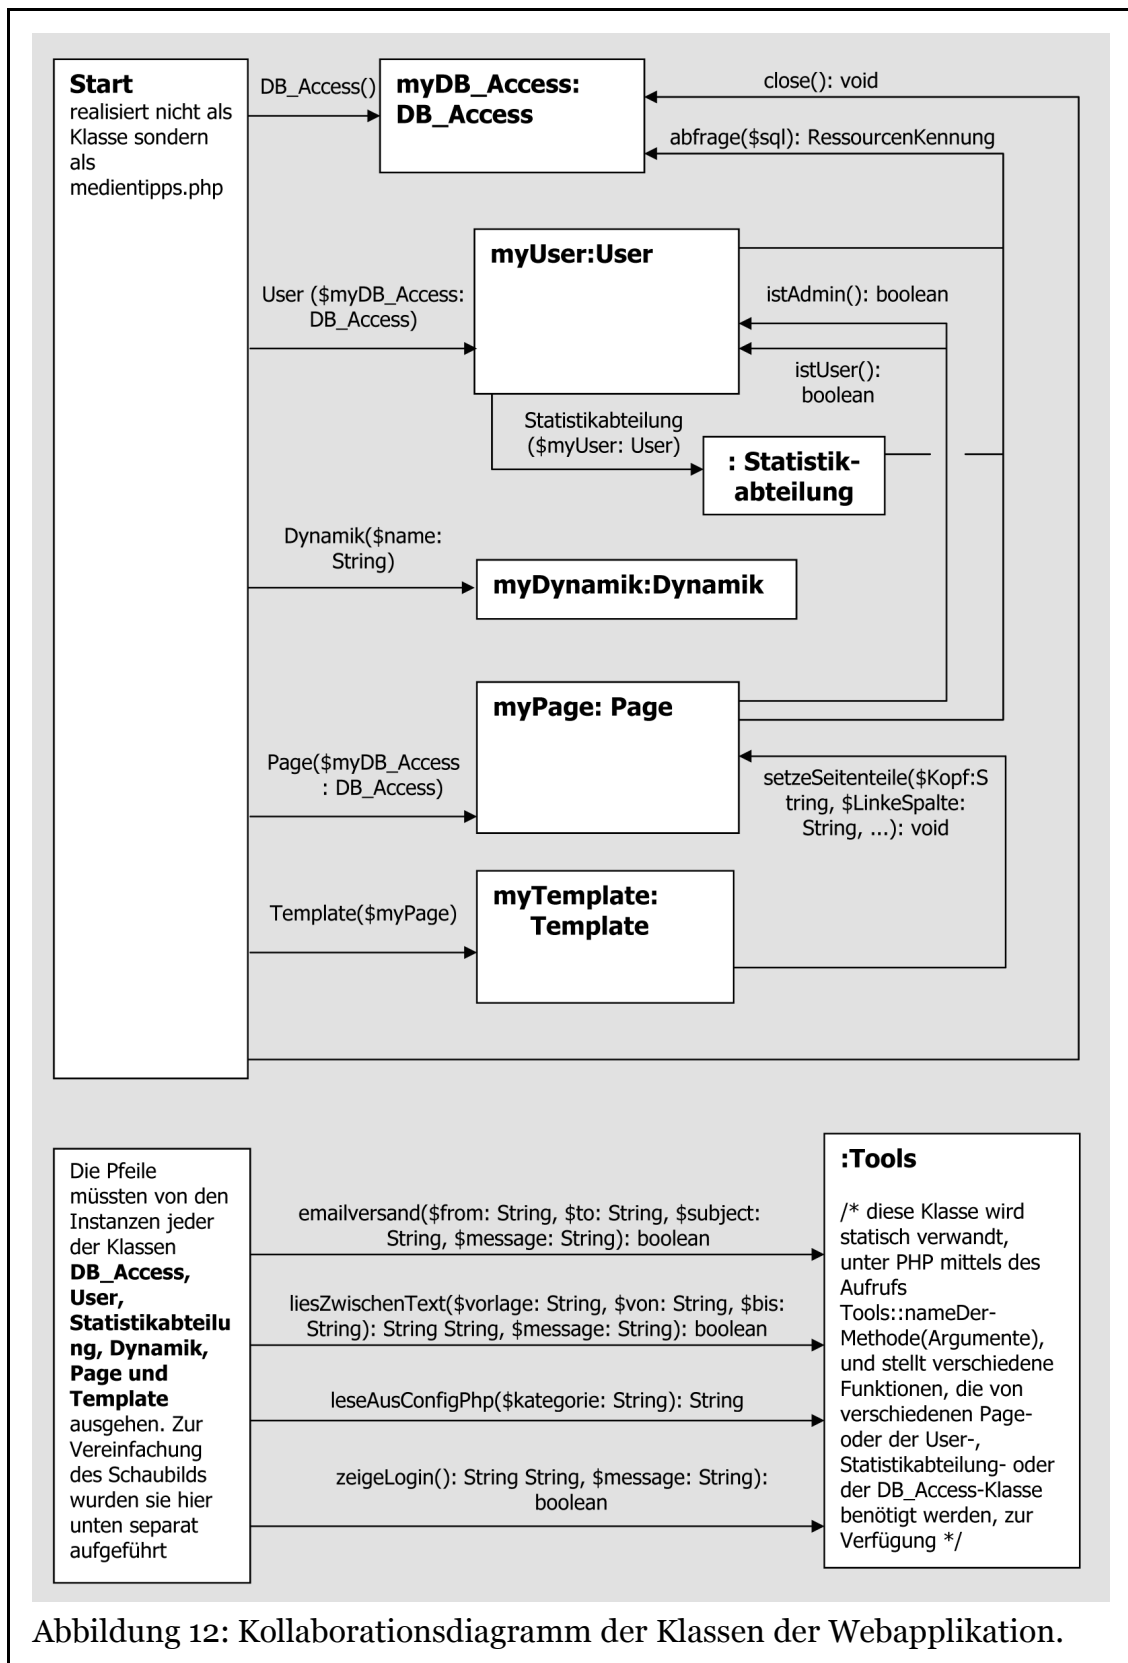 Start
realisiert nicht als
Klasse sondern
als
medientipps.php
DB_Access()
myDB_Access:
DB_Access
close(): void
abfrage($sql): RessourcenKennung
User ($myDB_Access:
DB_Access)
myUser:User
istAdmin(): boolean
istUser():
boolean
Statistikabteilung
($myUser: User)
: Statistik-
abteilung
Dynamik($name:
String)
myDynamik:Dynamik
Page($myDB_Access
: DB_Access)
myPage: Page
setzeSeitenteile($Kopf:S
tring, $LinkeSpalte:
String, ...): void
Template($myPage)
myTemplate:
Template
Die Pfeile
müssten von den
Instanzen jeder
der Klassen
DB_Access,
User,
Statistikabteilu
ng, Dynamik,
Page und
Template
ausgehen. Zur
Vereinfachung
des Schaubilds
wurden sie hier
unten separat
aufgeführt
emailversand($from: String, $to: String, $subject:
String, $message: String): boolean
liesZwischenText($vorlage: String, $von: String, $bis:
String): String String, $message: String): boolean
leseAusConfigPhp($kategorie: String): String
zeigeLogin(): String String, $message: String):
boolean
:Tools
/* diese Klasse wird
statisch verwandt,
unter PHP mittels des
Aufrufs
Tools::nameDer-
Methode(Argumente),
und stellt verschiedene
Funktionen, die von
verschiedenen Page-
oder der User-,
Statistikabteilung- oder
der DB_Access-Klasse
benötigt werden, zur
Verfügung */
Abbildung 12: Kollaborationsdiagramm der Klassen der Webapplikation.